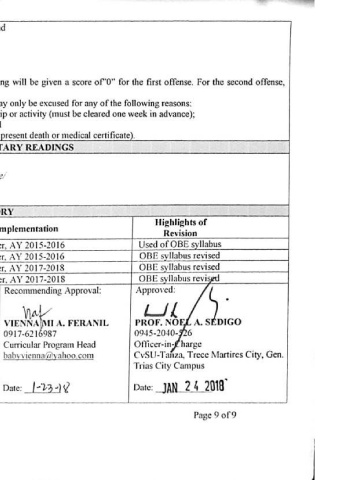 d
ng will be given a score of"0" for the first offense. For the second offense,
ay only be excused for any of the following reasons:
ip or activity (must be cleared one week in advance);
l
present death or medical certificate).
TARY READINGS
e/
RY
mplementation
Highlights of
Revision
er, AY 2015-2016
Used of OBE syllabus
er, AY 2015-2016
OBE syllabus revised
er, AY 2017-2018
OBE syllabus revised
er, AY 2017-2018
OBE syllabus revised
Recommending Approval:
VIENNA MI A. FERANIL
0917-6216987
Curricular Program Head
babyvienna@yahoo.com
Date: 1-23-18
Approved:
PROF. NOEL A. SEDIGO
0945-2040-526
Officer-in-Charge
CvSU-Tanza, Trece Martires City, Gen.
Trias City Campus
Date: JAN 24 2018
Page 9 of 9